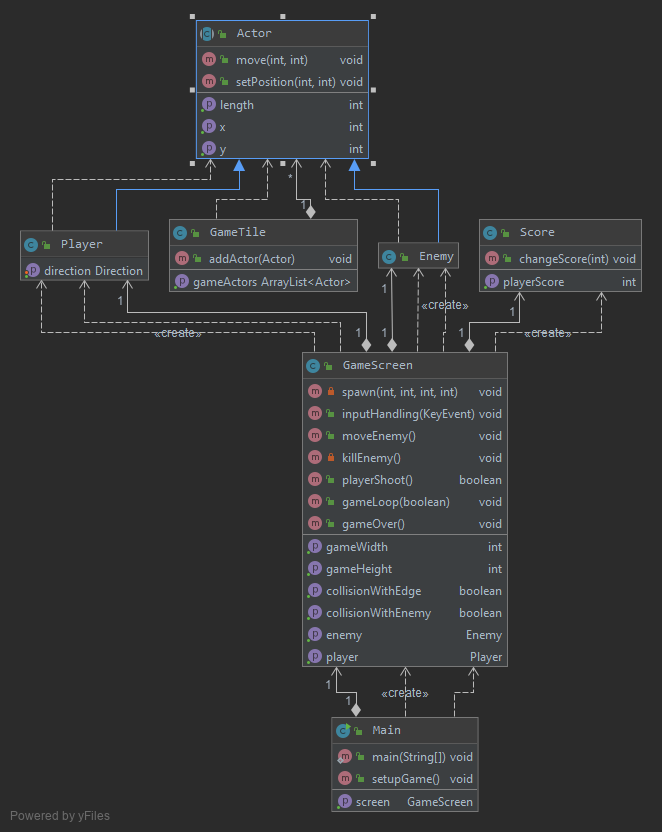 Actor
move(int, int) void
setPosition(int, int) void
length int
x int
y int
*
1
Player
direction Direction
GameTile
addActor(Actor) void
gameActors ArrayList<Actor>
Enemy
Score
changeScore(int) void
playerScore int
1
1
1
«create»
«create»
«create»
1
1
1
GameScreen
spawn(int, int, int, int) void
inputHandling(KeyEvent) void
moveEnemy() void
killEnemy() void
playerShoot() boolean
gameLoop(boolean) void
gameOver() void
gameWidth int
gameHeight int
collisionWithEdge boolean
collisionWithEnemy boolean
enemy Enemy
player Player
1
«create»
1
Main
main(String[]) void
setupGame() void
screen GameScreen
Powered by yFiles